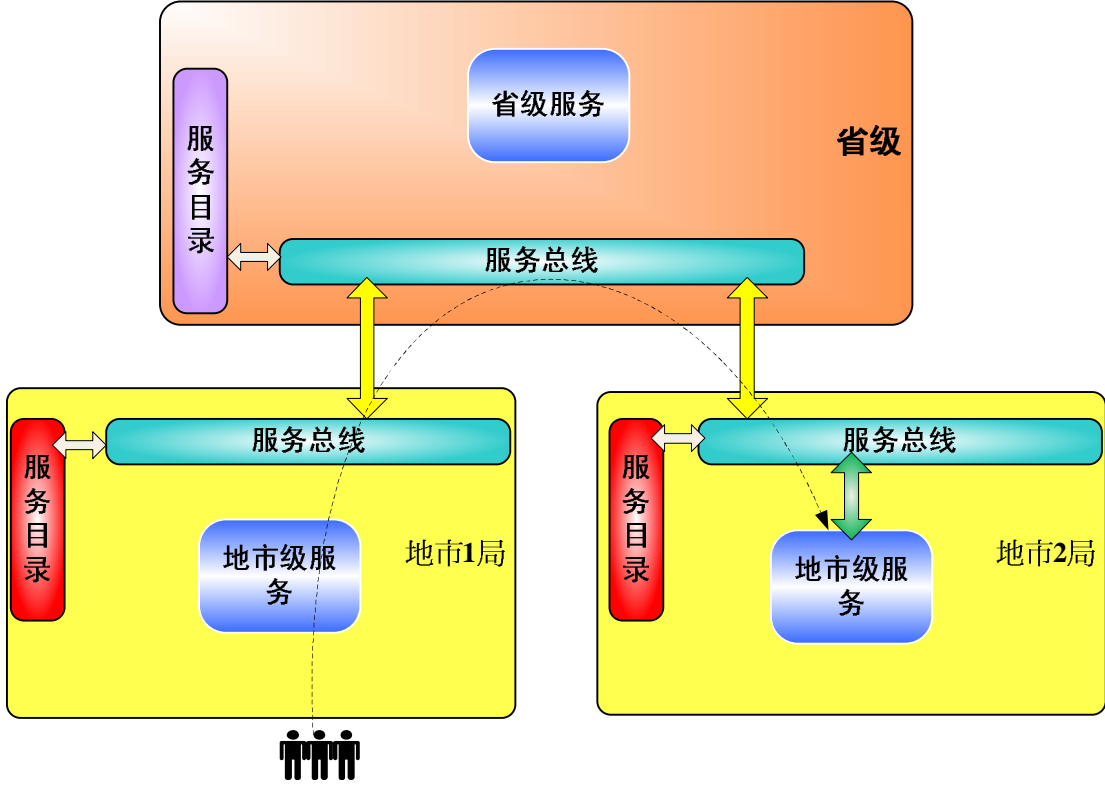 省级服务
省级
服务目录
服务总线
服务总线
服务目录
地市级服
务
地市1局
服务总线
服务目录
地市级服
务
地市2局